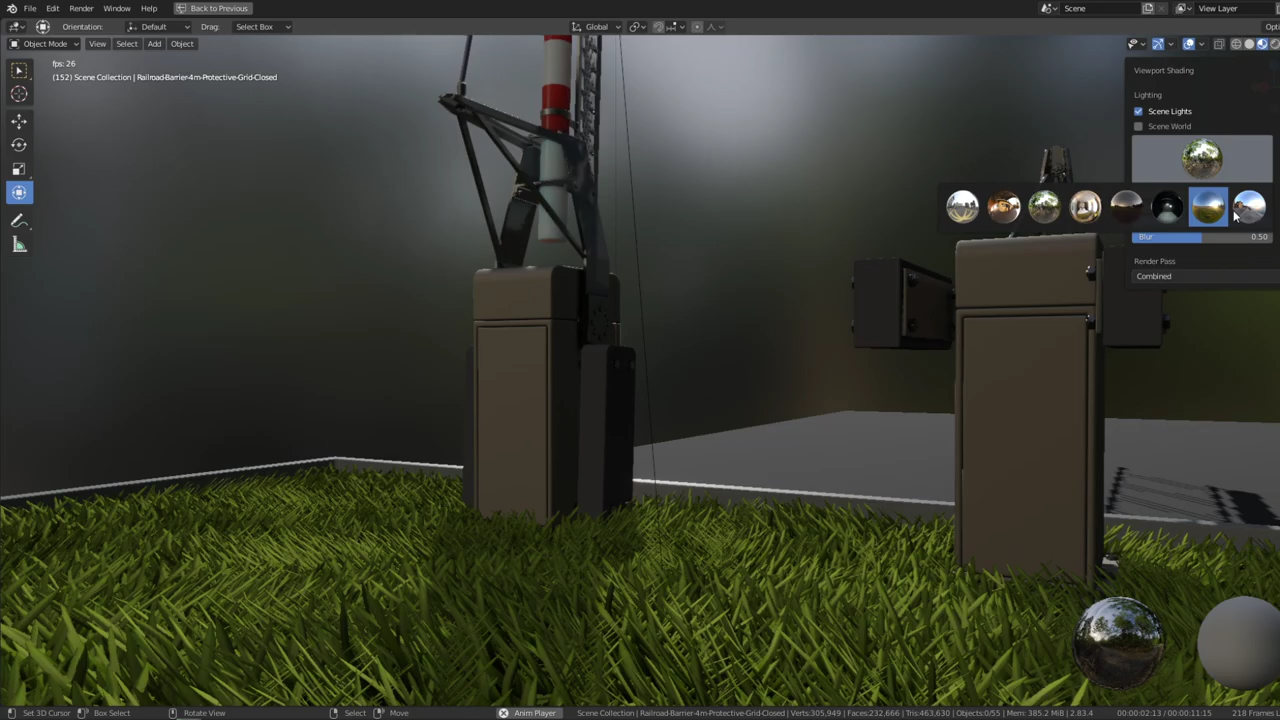 File Edit Render Window Help Back to Previous Scene View Layer
Orientation: Default Drag: Select Box Global Opti
Object Mode View Select Add Object
fps: 26
(152) Scene Collection | Railroad-Barrier-4m-Protective-Grid-Closed
Viewport Shading
Lighting
Scene Lights
Scene World
Blur 0.50
Render Pass
Combined
Set 3D Cursor Box Select Rotate View Select Move Anim Player Scene Collection | Railroad-Barrier-4m-Protective-Grid-Closed | Verts:305,949 | Faces:232,666 | Tris:463,630 | Objects:0/55 | Mem: 385.2 MiB | 2.83.4 00:00:02:13 / 00:00:11:15 218 Frames L